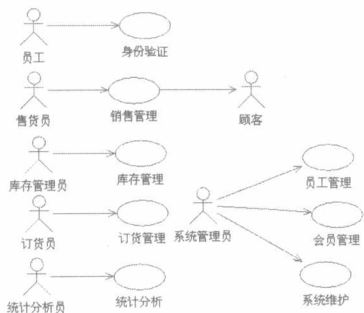 员工
身份验证
售货员
销售管理
顾客
库存管理员
库存管理
员工管理
订货员
订货管理
系统管理员
会员管理
统计分析员
统计分析
系统维护